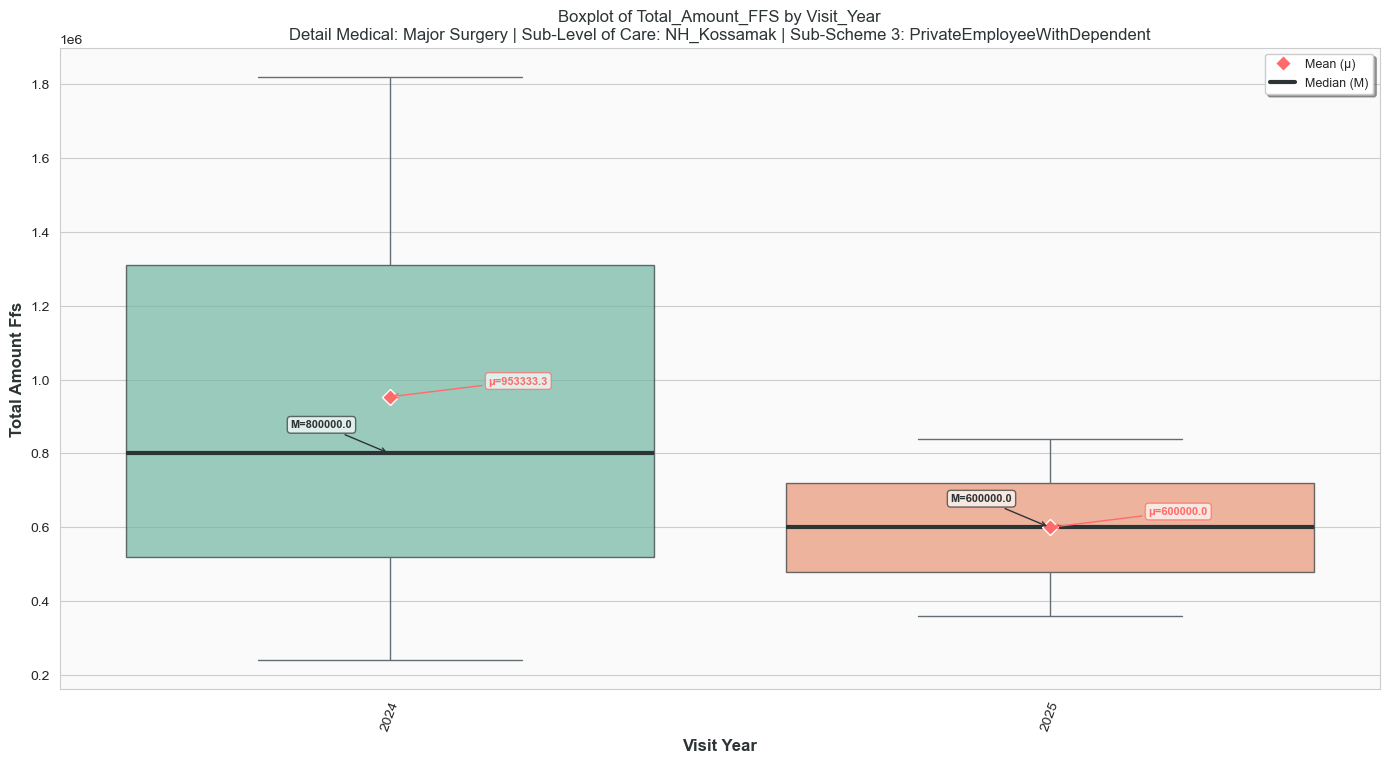 Boxplot of Total_Amount_FFS by Visit_Year
Detail Medical: Major Surgery | Sub-Level of Care: NH_Kossamak | Sub-Scheme 3: PrivateEmployeeWithDependent
1e6
Mean (μ)
Median (M)
1.8
1.6
1.4
1.2
1.0
0.8
0.6
0.4
0.2
Total Amount Ffs
μ=953333.3
M=800000.0
M=600000.0
μ=600000.0
2024
2025
Visit Year